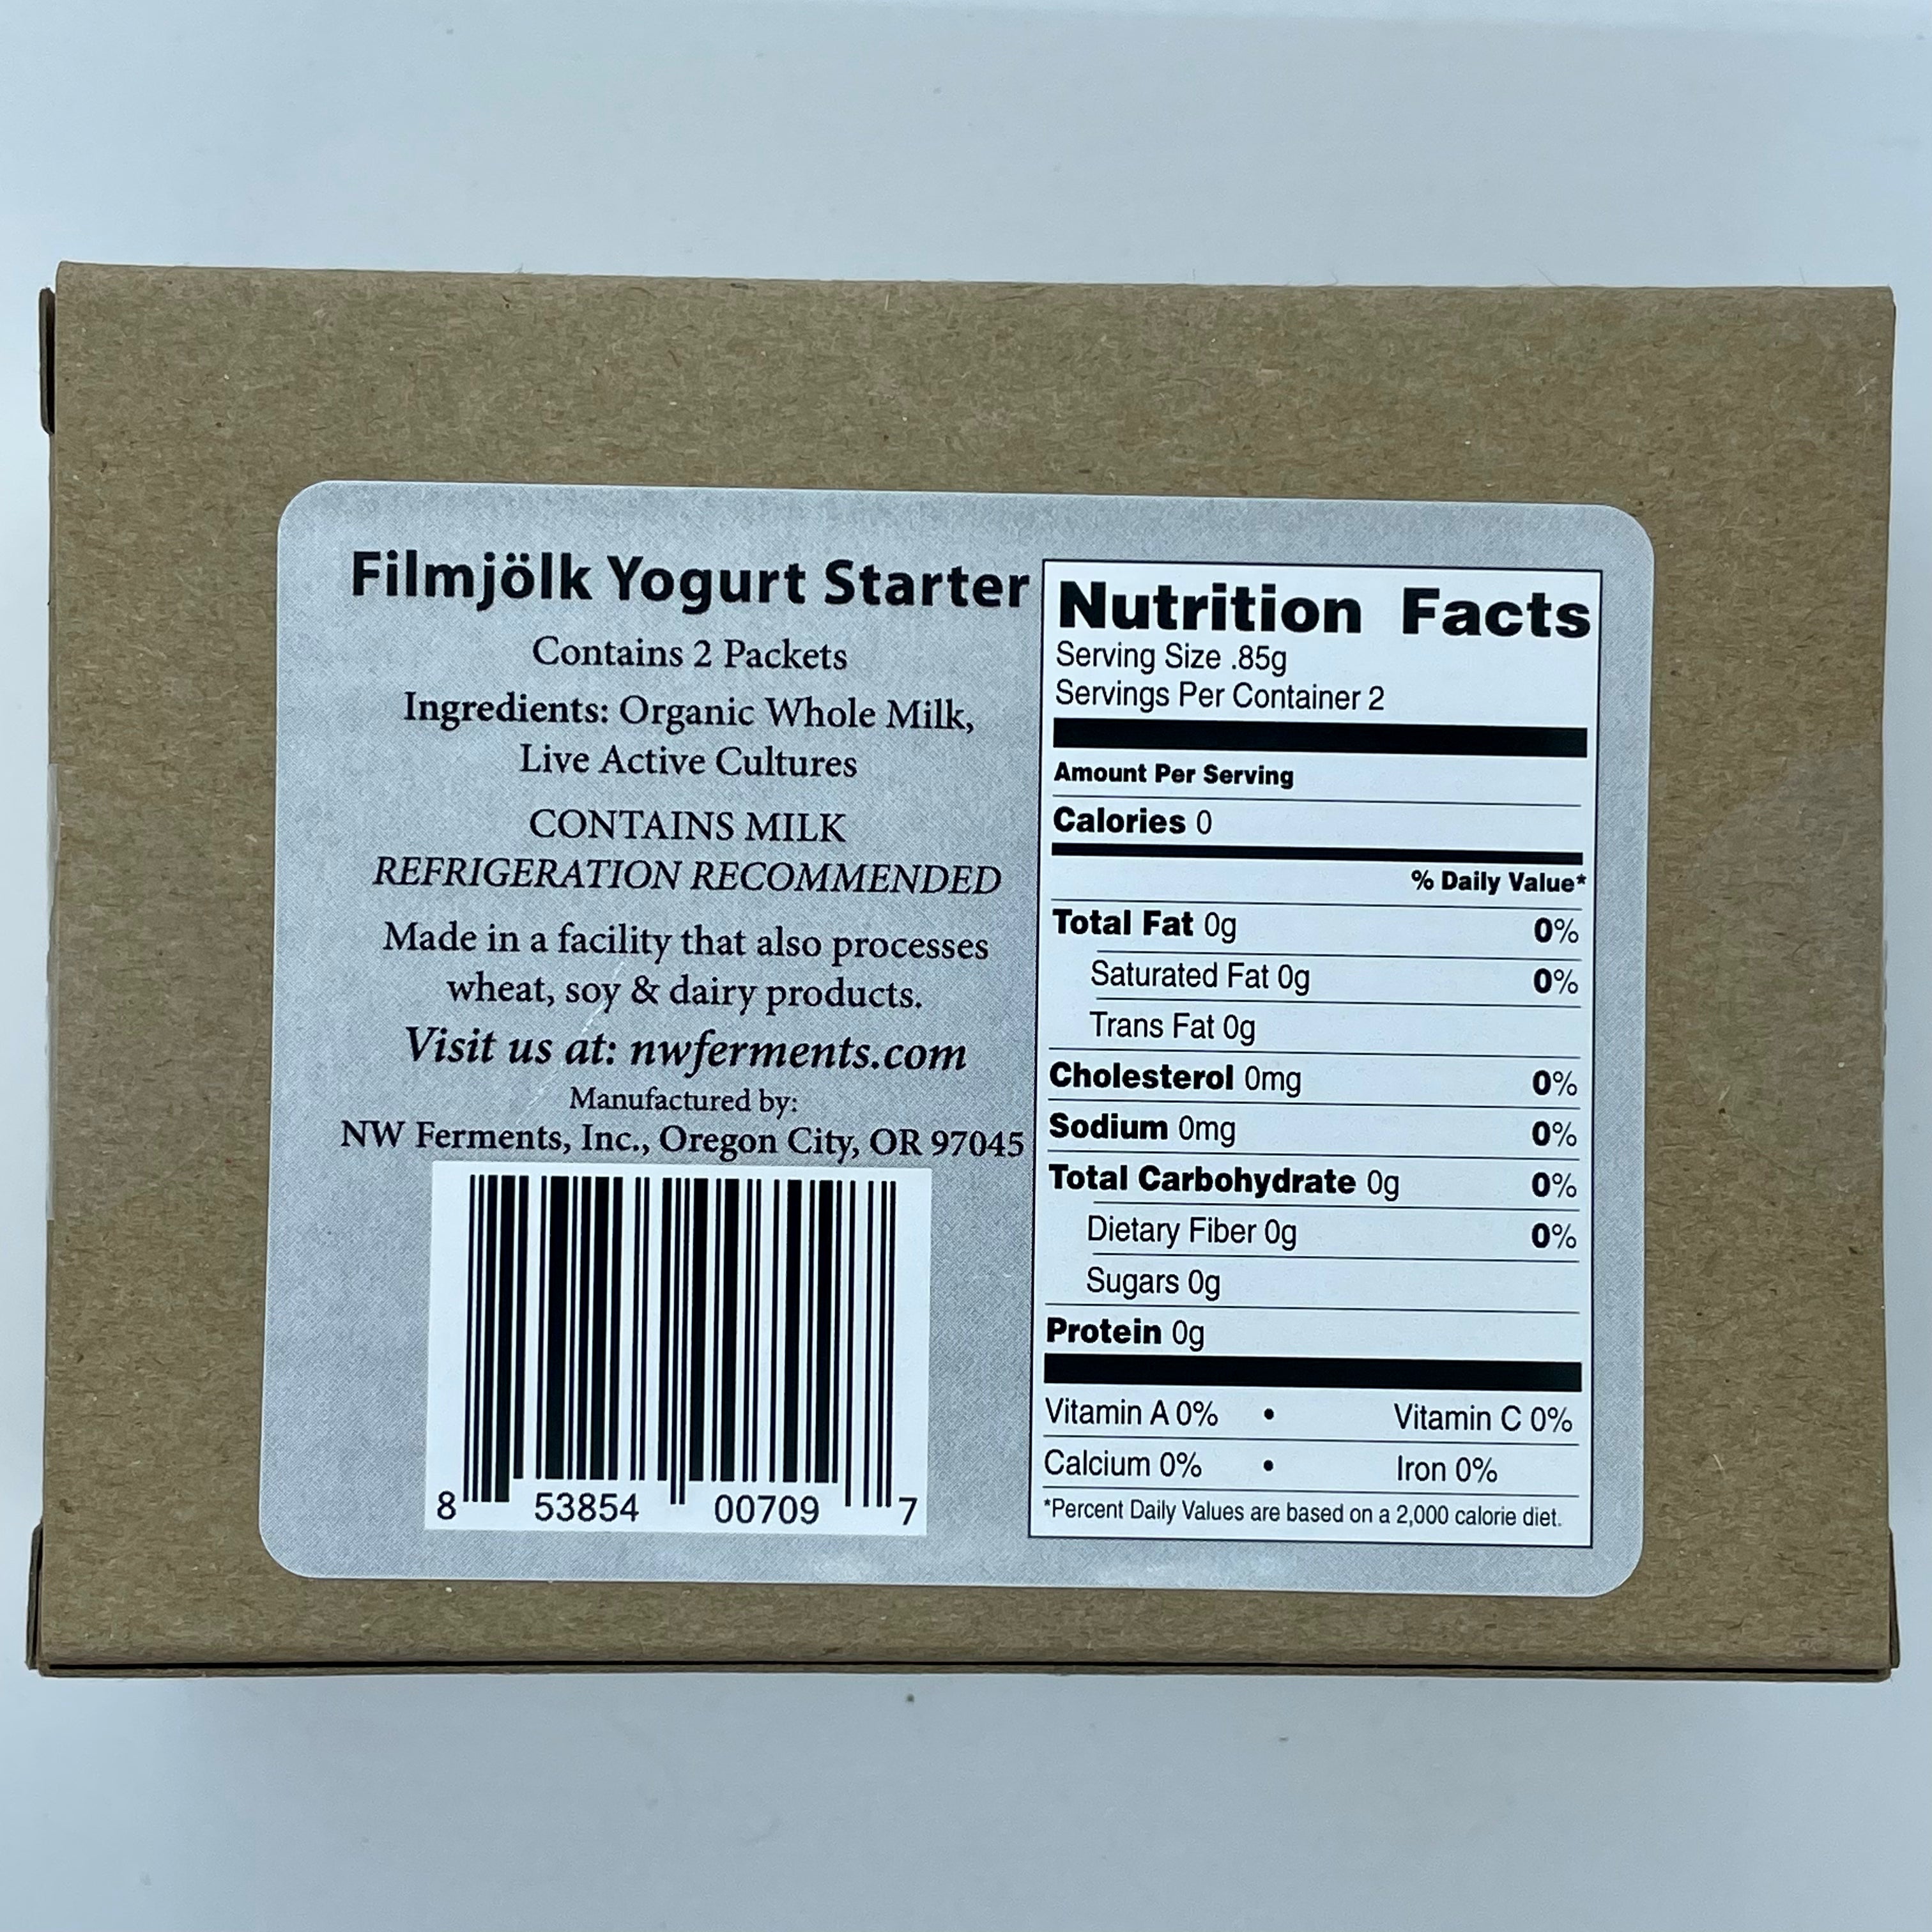 Filmjölk Yogurt Starter
Contains 2 Packets
Ingredients: Organic Whole Milk,
Live Active Cultures
CONTAINS MILK
REFRIGERATION RECOMMENDED
Made in a facility that also processes
wheat, soy & dairy products.
Visit us at: nwferments.com
Manufactured by:
NW Ferments, Inc., Oregon City, OR 97045
8 53854 00709 7
Nutrition Facts
Serving Size .85g
Servings Per Container 2
Amount Per Serving
Calories 0
% Daily Value*
Total Fat 0g 0%
Saturated Fat 0g 0%
Trans Fat 0g
Cholesterol 0mg 0%
Sodium 0mg 0%
Total Carbohydrate 0g 0%
Dietary Fiber 0g 0%
Sugars 0g
Protein 0g
Vitamin A 0% • Vitamin C 0%
Calcium 0% • Iron 0%
*Percent Daily Values are based on a 2,000 calorie diet.